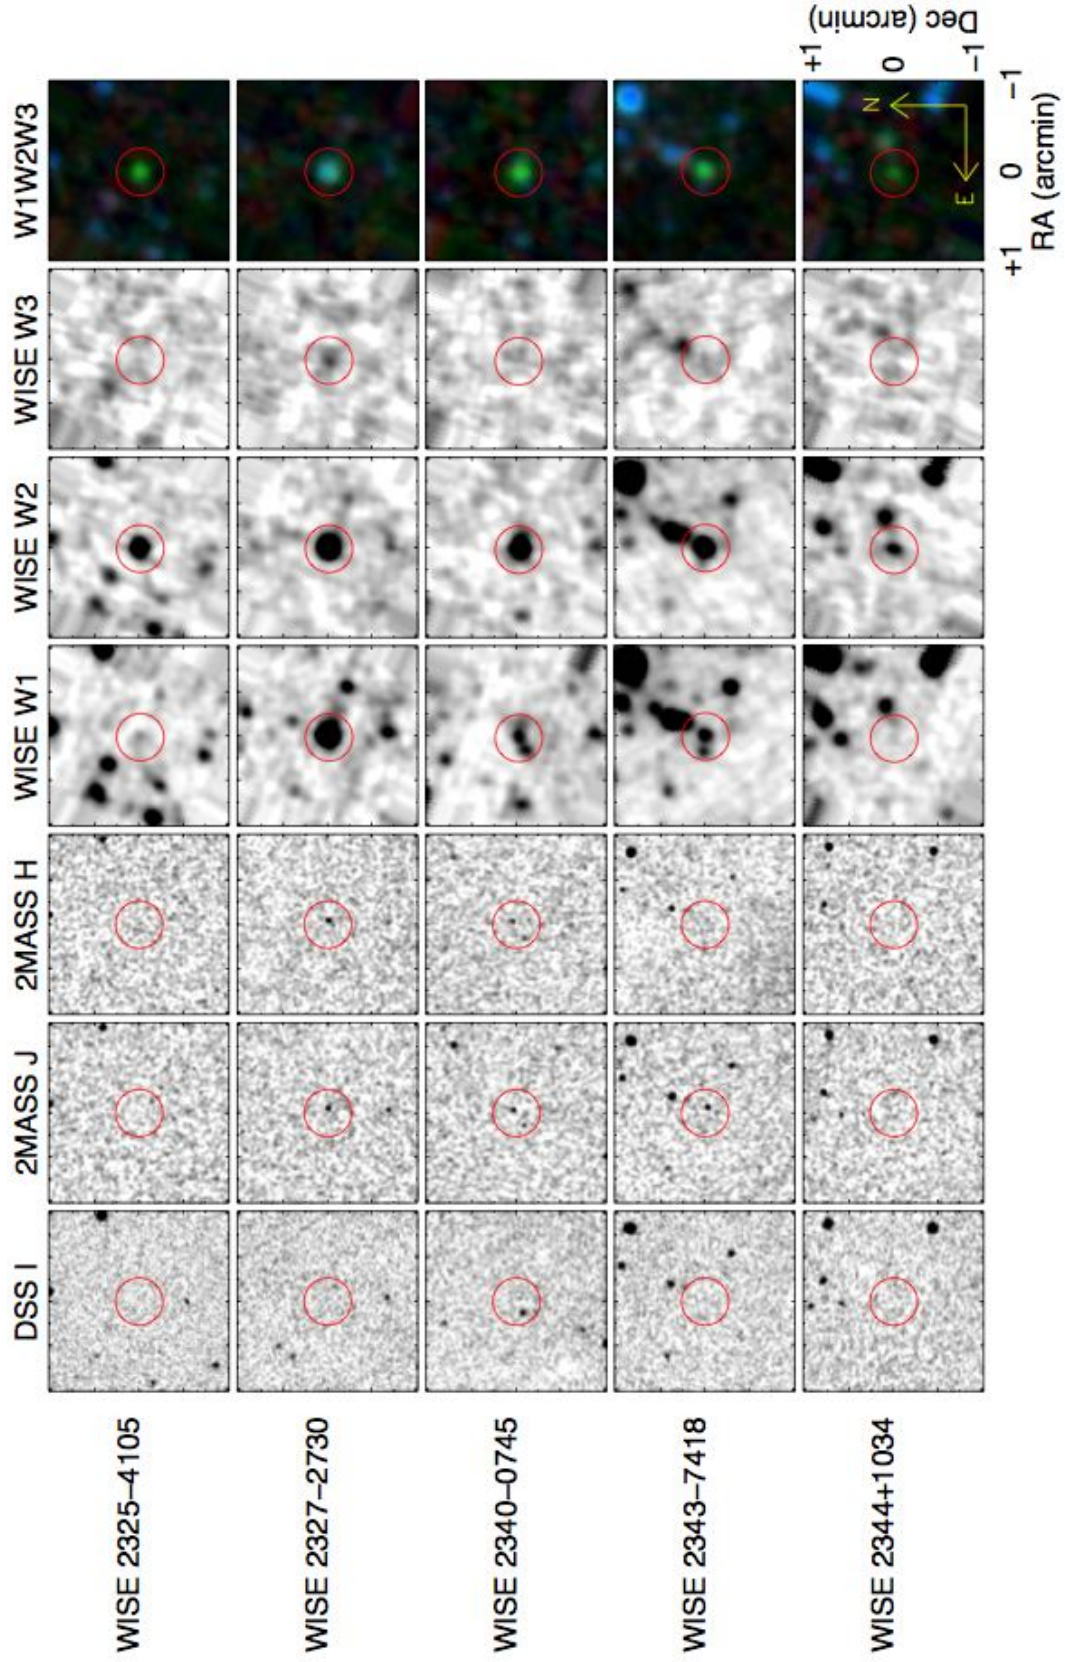 DSS I
2MASS J
2MASS H
WISE W1
WISE W2
WISE W3
W1W2W3
WISE 2325–4105
WISE 2327–2730
WISE 2340–0745
WISE 2343–7418
WISE 2344+1034
N
E
+1
0
−1
Dec (arcmin)
+1
0
−1
RA (arcmin)